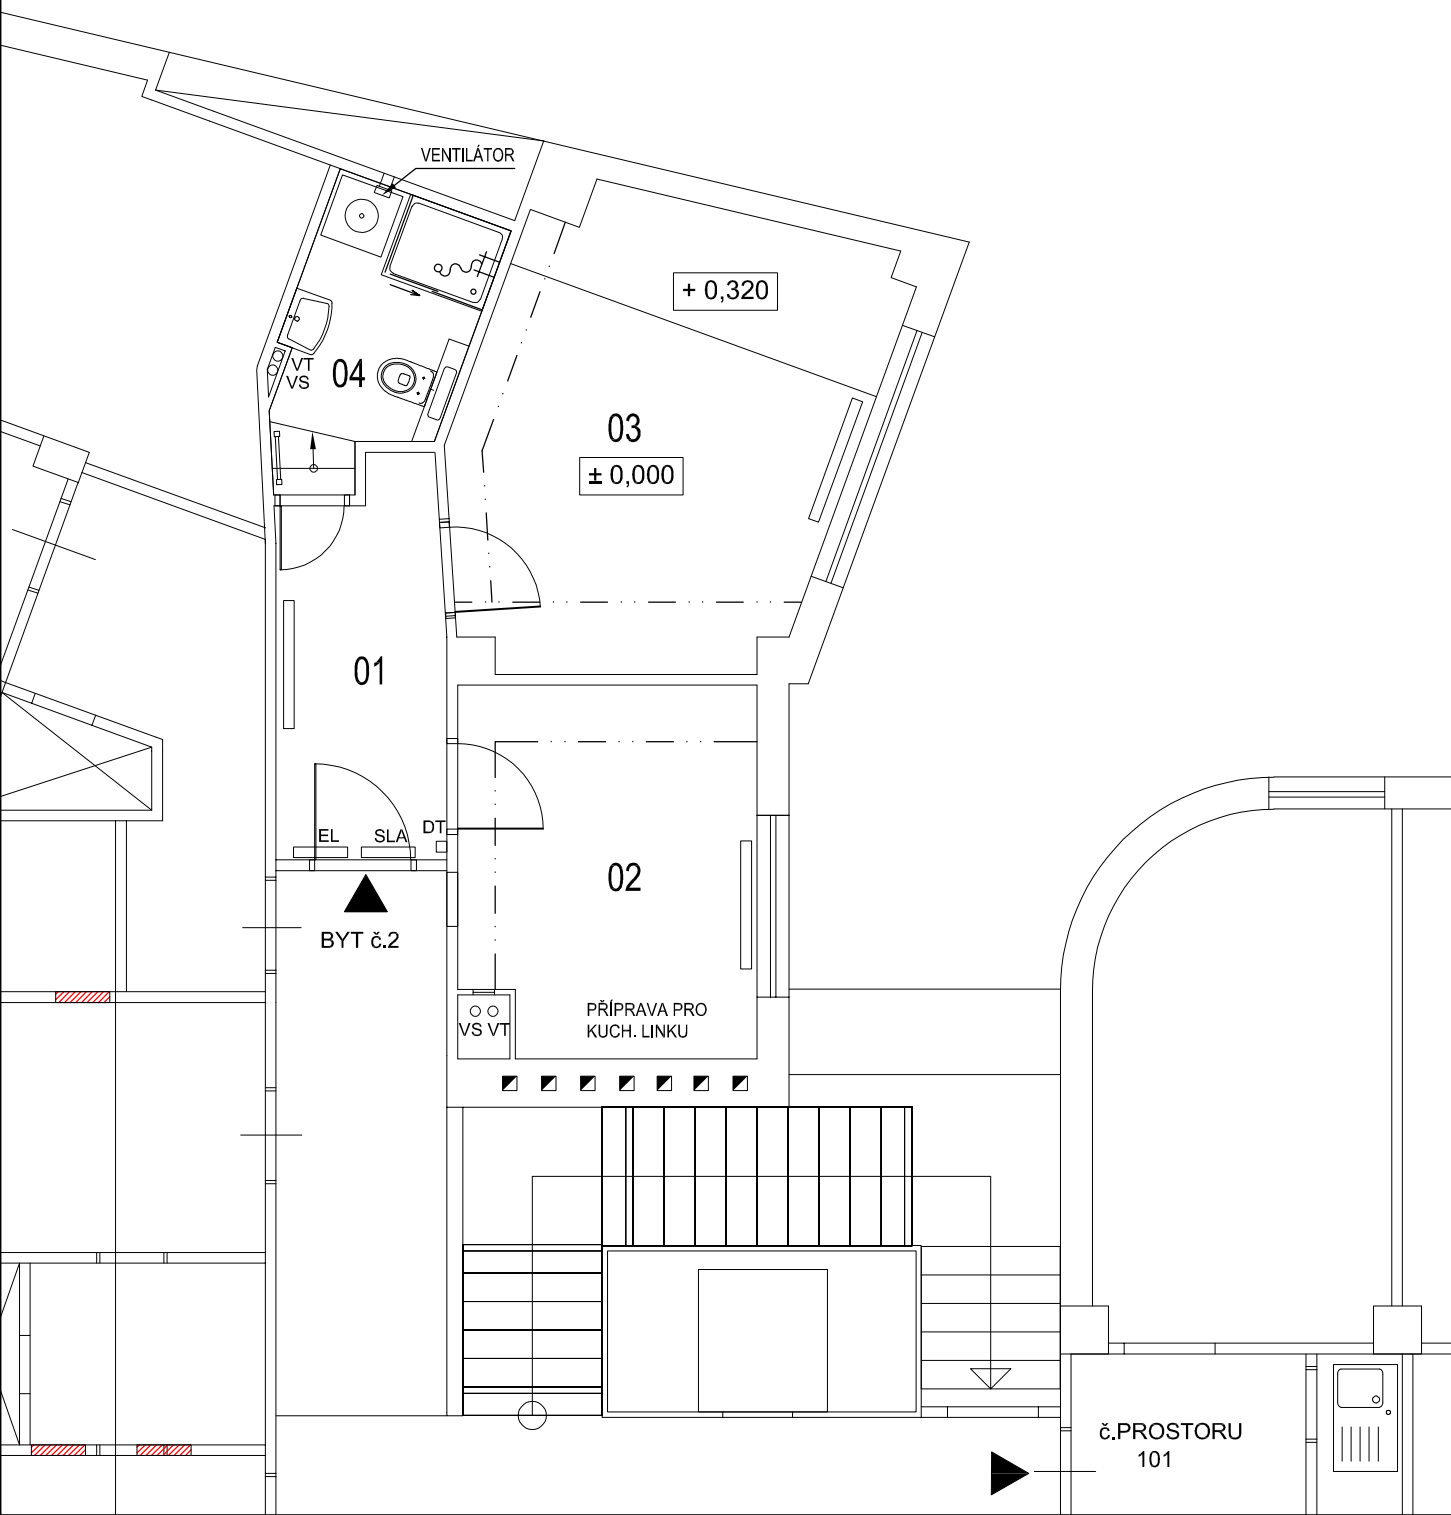 VENTILÁTOR
+ 0,320
VT
VS
04
03
± 0,000
01
EL
SLA
DT
02
BYT č.2
PŘÍPRAVA PRO
KUCH. LINKU
VS VT
č.PROSTORU
101